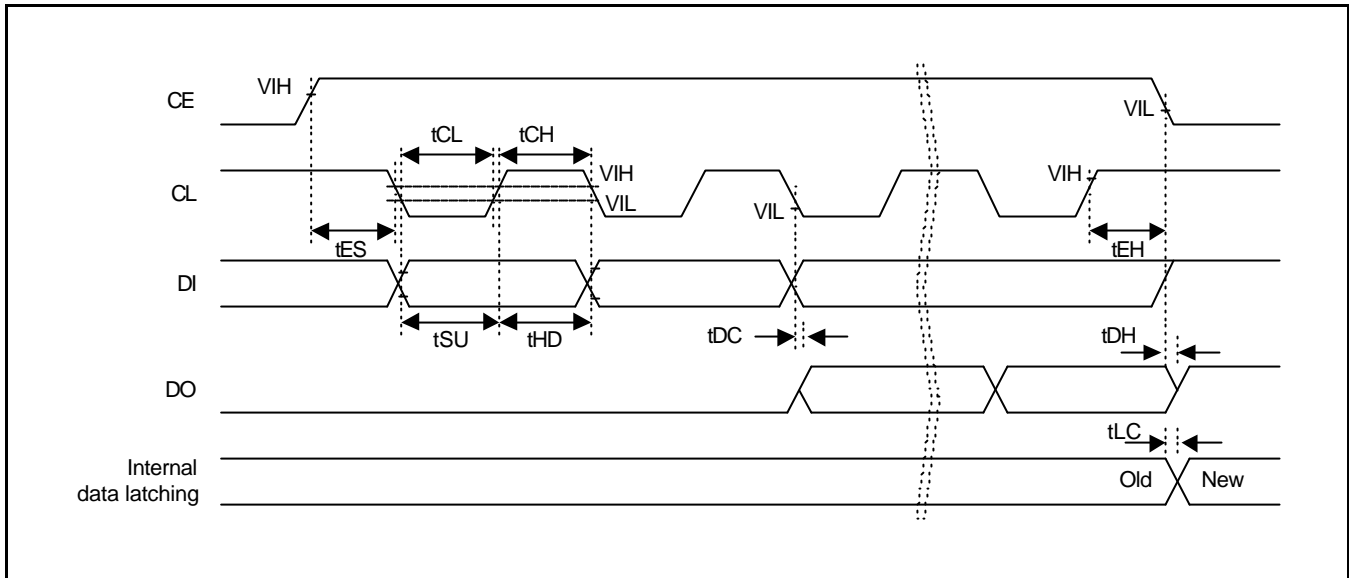 VIH
CE
VIL
tCL
tCH
VIH
VIH
CL
VIL
VIL
tES
tEH
DI
tSU
tHD
tDC
tDH
DO
tLC
Internal
data latching
Old
New